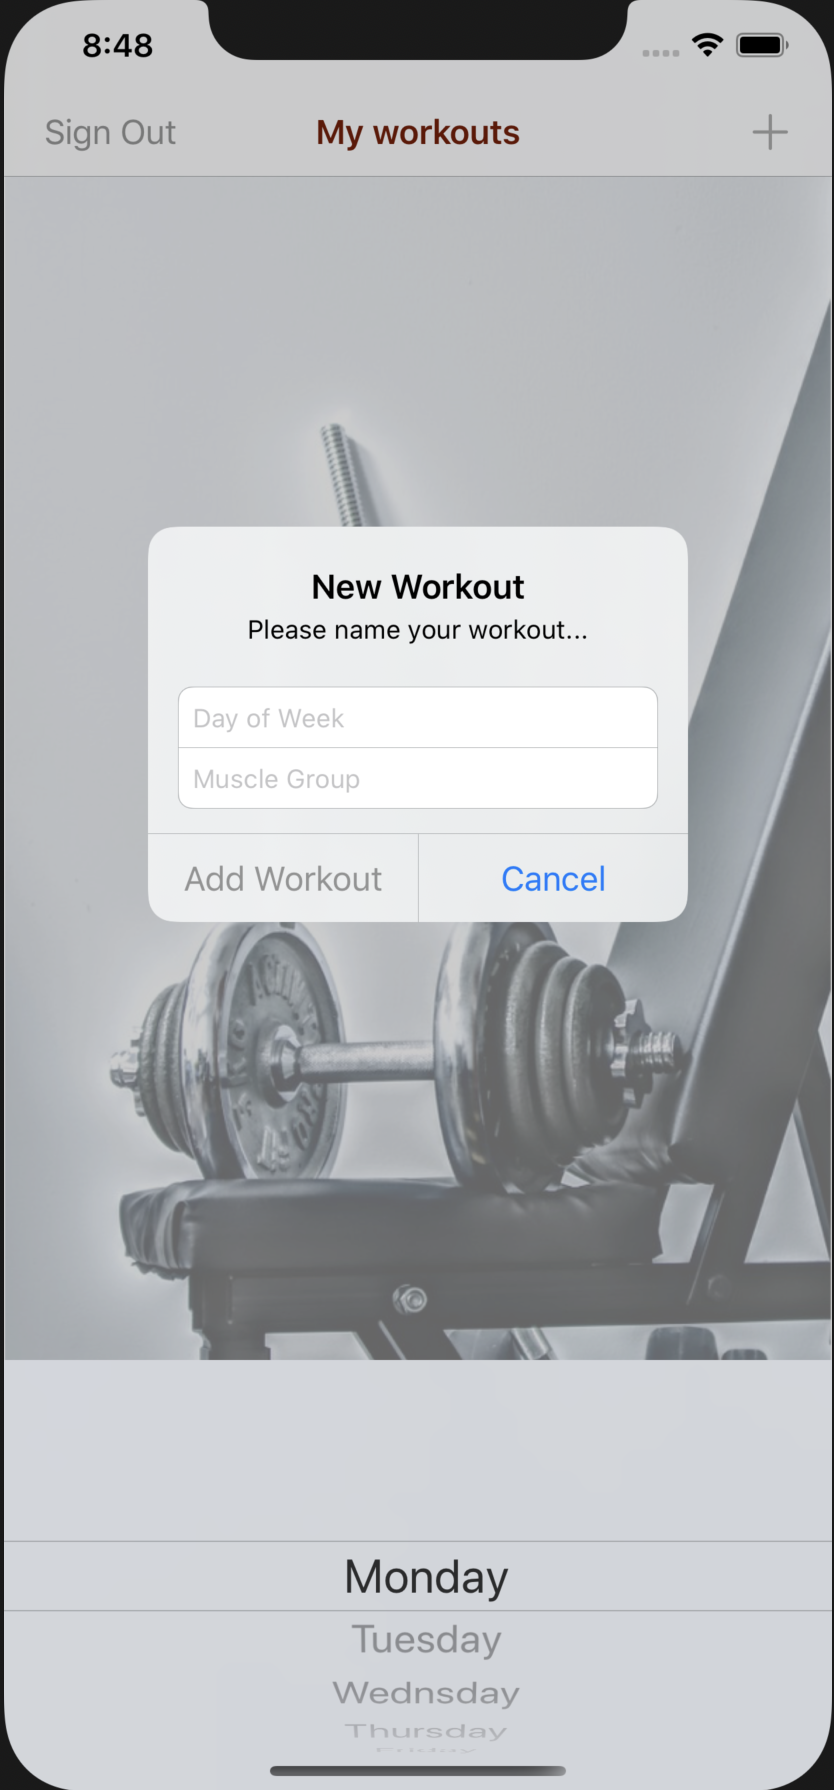 8:48
Sign Out My workouts +
New Workout
Please name your workout...
Day of Week
Muscle Group
Add Workout Cancel
Monday
Tuesday
Wednsday
Thursday
Friday